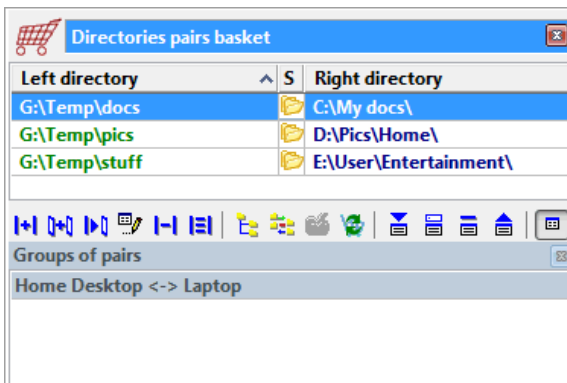 Directories pairs basket
Left directory S Right directory
G:\Temp\docs C:\My docs\
G:\Temp\pics D:\Pics\Home\
G:\Temp\stuff E:\User\Entertainment\
Groups of pairs
Home Desktop <-> Laptop